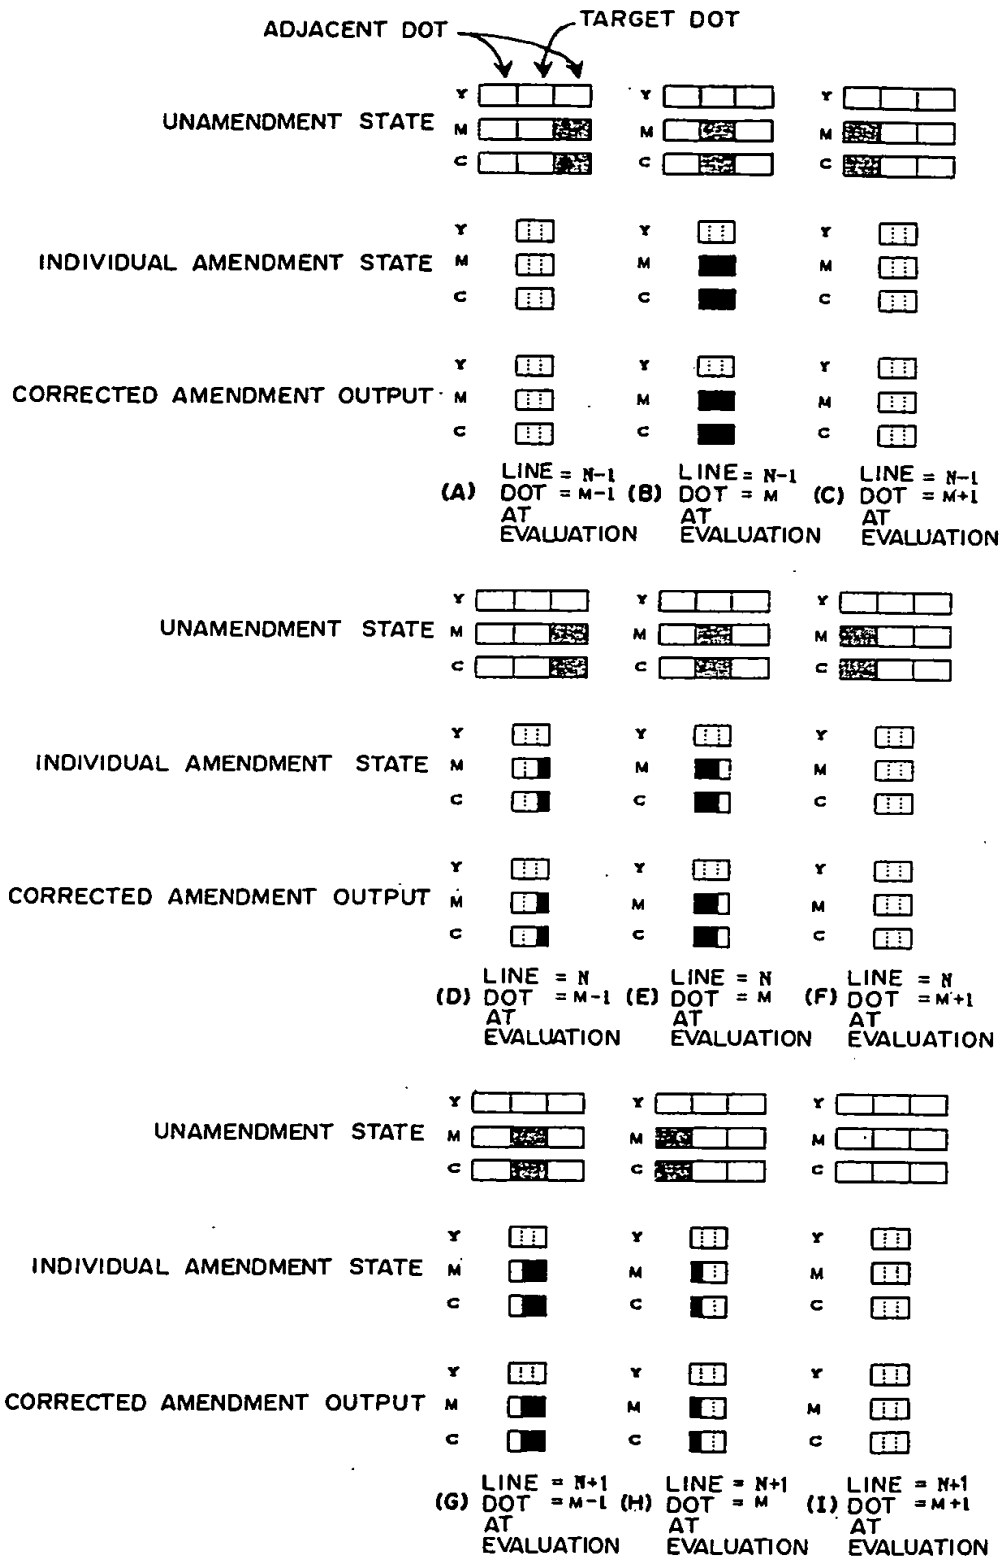 ADJACENT DOT
TARGET DOT
UNAMENDMENT STATE
Y Y Y
M M M
C C C
INDIVIDUAL AMENDMENT STATE
Y Y Y
M M M
C C C
CORRECTED AMENDMENT OUTPUT
Y Y Y
M M M
C C C
(A) LINE = N-1
DOT = M-1
AT
EVALUATION
(B) LINE = N-1
DOT = M
AT
EVALUATION
(C) LINE = N-1
DOT = M+1
AT
EVALUATION
UNAMENDMENT STATE
Y Y Y
M M M
C C C
INDIVIDUAL AMENDMENT STATE
Y Y Y
M M M
C C C
CORRECTED AMENDMENT OUTPUT
Y Y Y
M M M
C C C
(D) LINE = N
DOT = M-1
AT
EVALUATION
(E) LINE = N
DOT = M
AT
EVALUATION
(F) LINE = N
DOT = M+1
AT
EVALUATION
UNAMENDMENT STATE
Y Y Y
M M M
C C C
INDIVIDUAL AMENDMENT STATE
Y Y Y
M M M
C C C
CORRECTED AMENDMENT OUTPUT
Y Y Y
M M M
C C C
(G) LINE = N+1
DOT = M-1
AT
EVALUATION
(H) LINE = N+1
DOT = M
AT
EVALUATION
(I) LINE = N+1
DOT = M+1
AT
EVALUATION